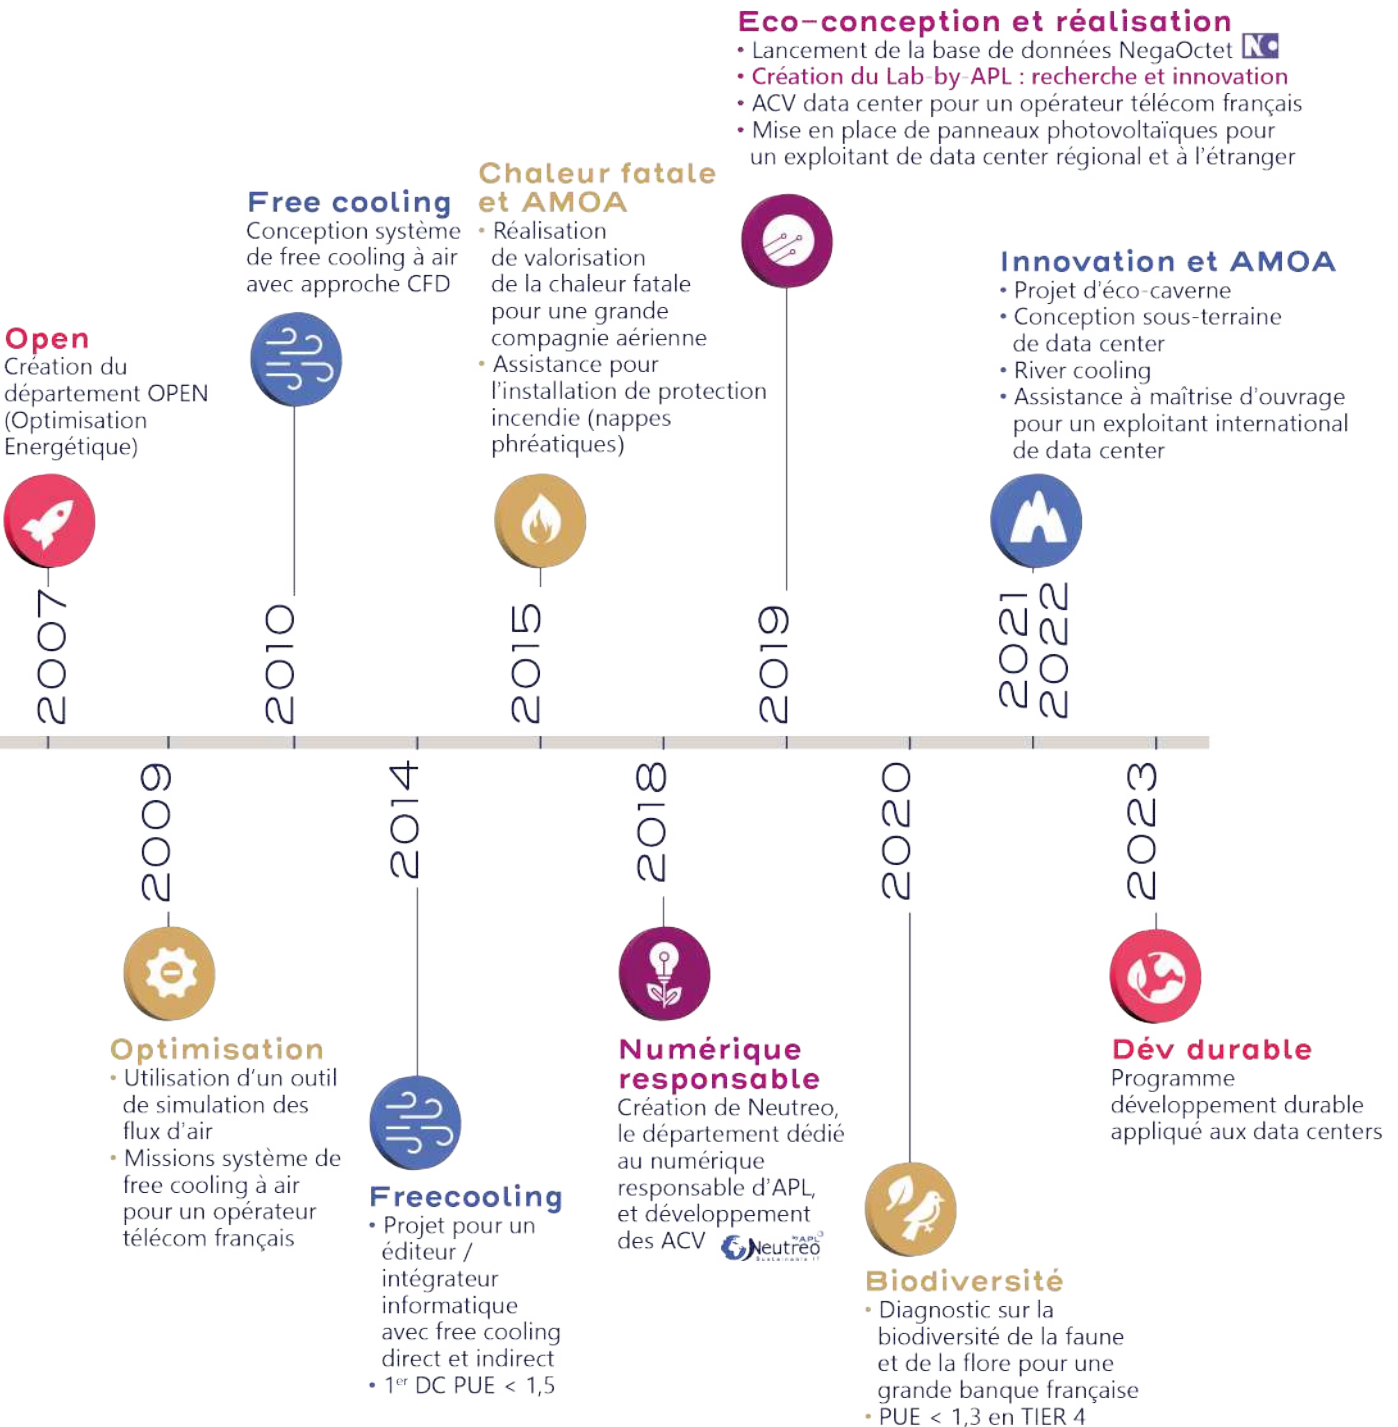 Eco-conception et réalisation
• Lancement de la base de données NegaOctet NO
• Création du Lab-by-APL : recherche et innovation
• ACV data center pour un opérateur télécom français
• Mise en place de panneaux photovoltaïques pour
un exploitant de data center régional et à l'étranger
Chaleur fatale
et AMOA
• Réalisation
de valorisation
de la chaleur fatale
pour une grande
compagnie aérienne
• Assistance pour
l'installation de protection
incendie (nappes
phréatiques)
Free cooling
Conception système
de free cooling à air
avec approche CFD
Innovation et AMOA
• Projet d'éco-caverne
• Conception sous-terraine
de data center
• River cooling
• Assistance à maîtrise d'ouvrage
pour un exploitant international
de data center
Open
Création du
département OPEN
(Optimisation
Energétique)
2007
2010
2015
2019
2021
2022
2009
2014
2018
2020
2023
Optimisation
• Utilisation d'un outil
de simulation des
flux d'air
• Missions système de
free cooling à air
pour un opérateur
télécom français
Freecooling
• Projet pour un
éditeur /
intégrateur
informatique
avec free cooling
direct et indirect
• 1er DC PUE < 1,5
Numérique
responsable
Création de Neutreo,
le département dédié
au numérique
responsable d'APL,
et développement
des ACV
Neutreo
by APL
Sustainable IT
Biodiversité
• Diagnostic sur la
biodiversité de la faune
et de la flore pour une
grande banque française
• PUE < 1,3 en TIER 4
Dév durable
Programme
développement durable
appliqué aux data centers